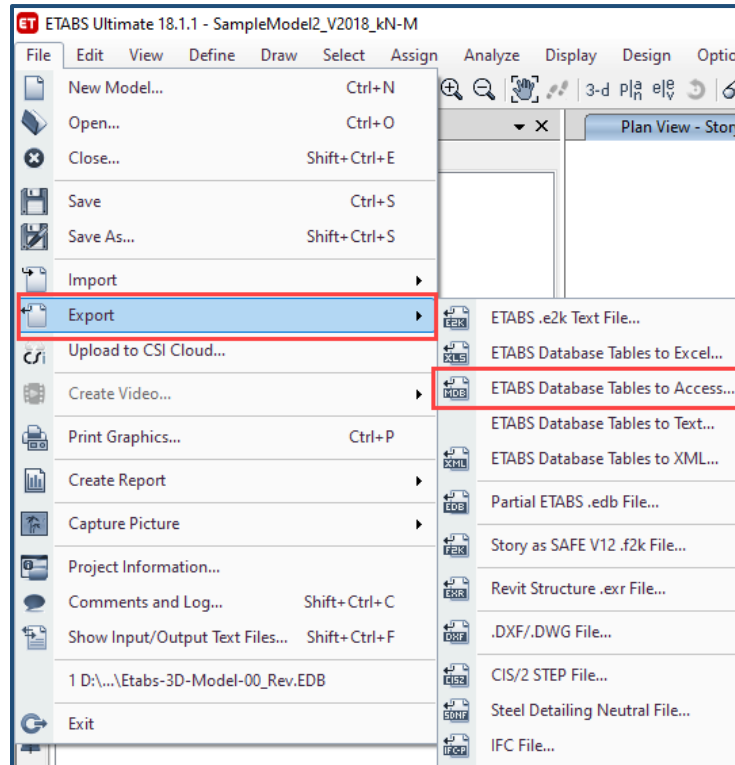 ETABS Ultimate 18.1.1 - SampleModel2_V2018_kN-M
File Edit View Define Draw Select Assign Analyze Display Design Optio
New Model... Ctrl+N
3-d
Open... Ctrl+O
Plan View - Stor
Close... Shift+Ctrl+E
Save Ctrl+S
Save As... Shift+Ctrl+S
Import
Export
ETABS .e2k Text File...
Upload to CSI Cloud...
ETABS Database Tables to Excel...
Create Video...
ETABS Database Tables to Access...
ETABS Database Tables to Text...
Print Graphics... Ctrl+P
ETABS Database Tables to XML...
Create Report
Partial ETABS .edb File...
Capture Picture
Story as SAFE V12 .f2k File...
Project Information...
Revit Structure .exr File...
Comments and Log... Shift+Ctrl+C
.DXF/.DWG File...
Show Input/Output Text Files... Shift+Ctrl+F
CIS/2 STEP File...
1 D:\...\Etabs-3D-Model-00_Rev.EDB
Steel Detailing Neutral File...
Exit
IFC File...